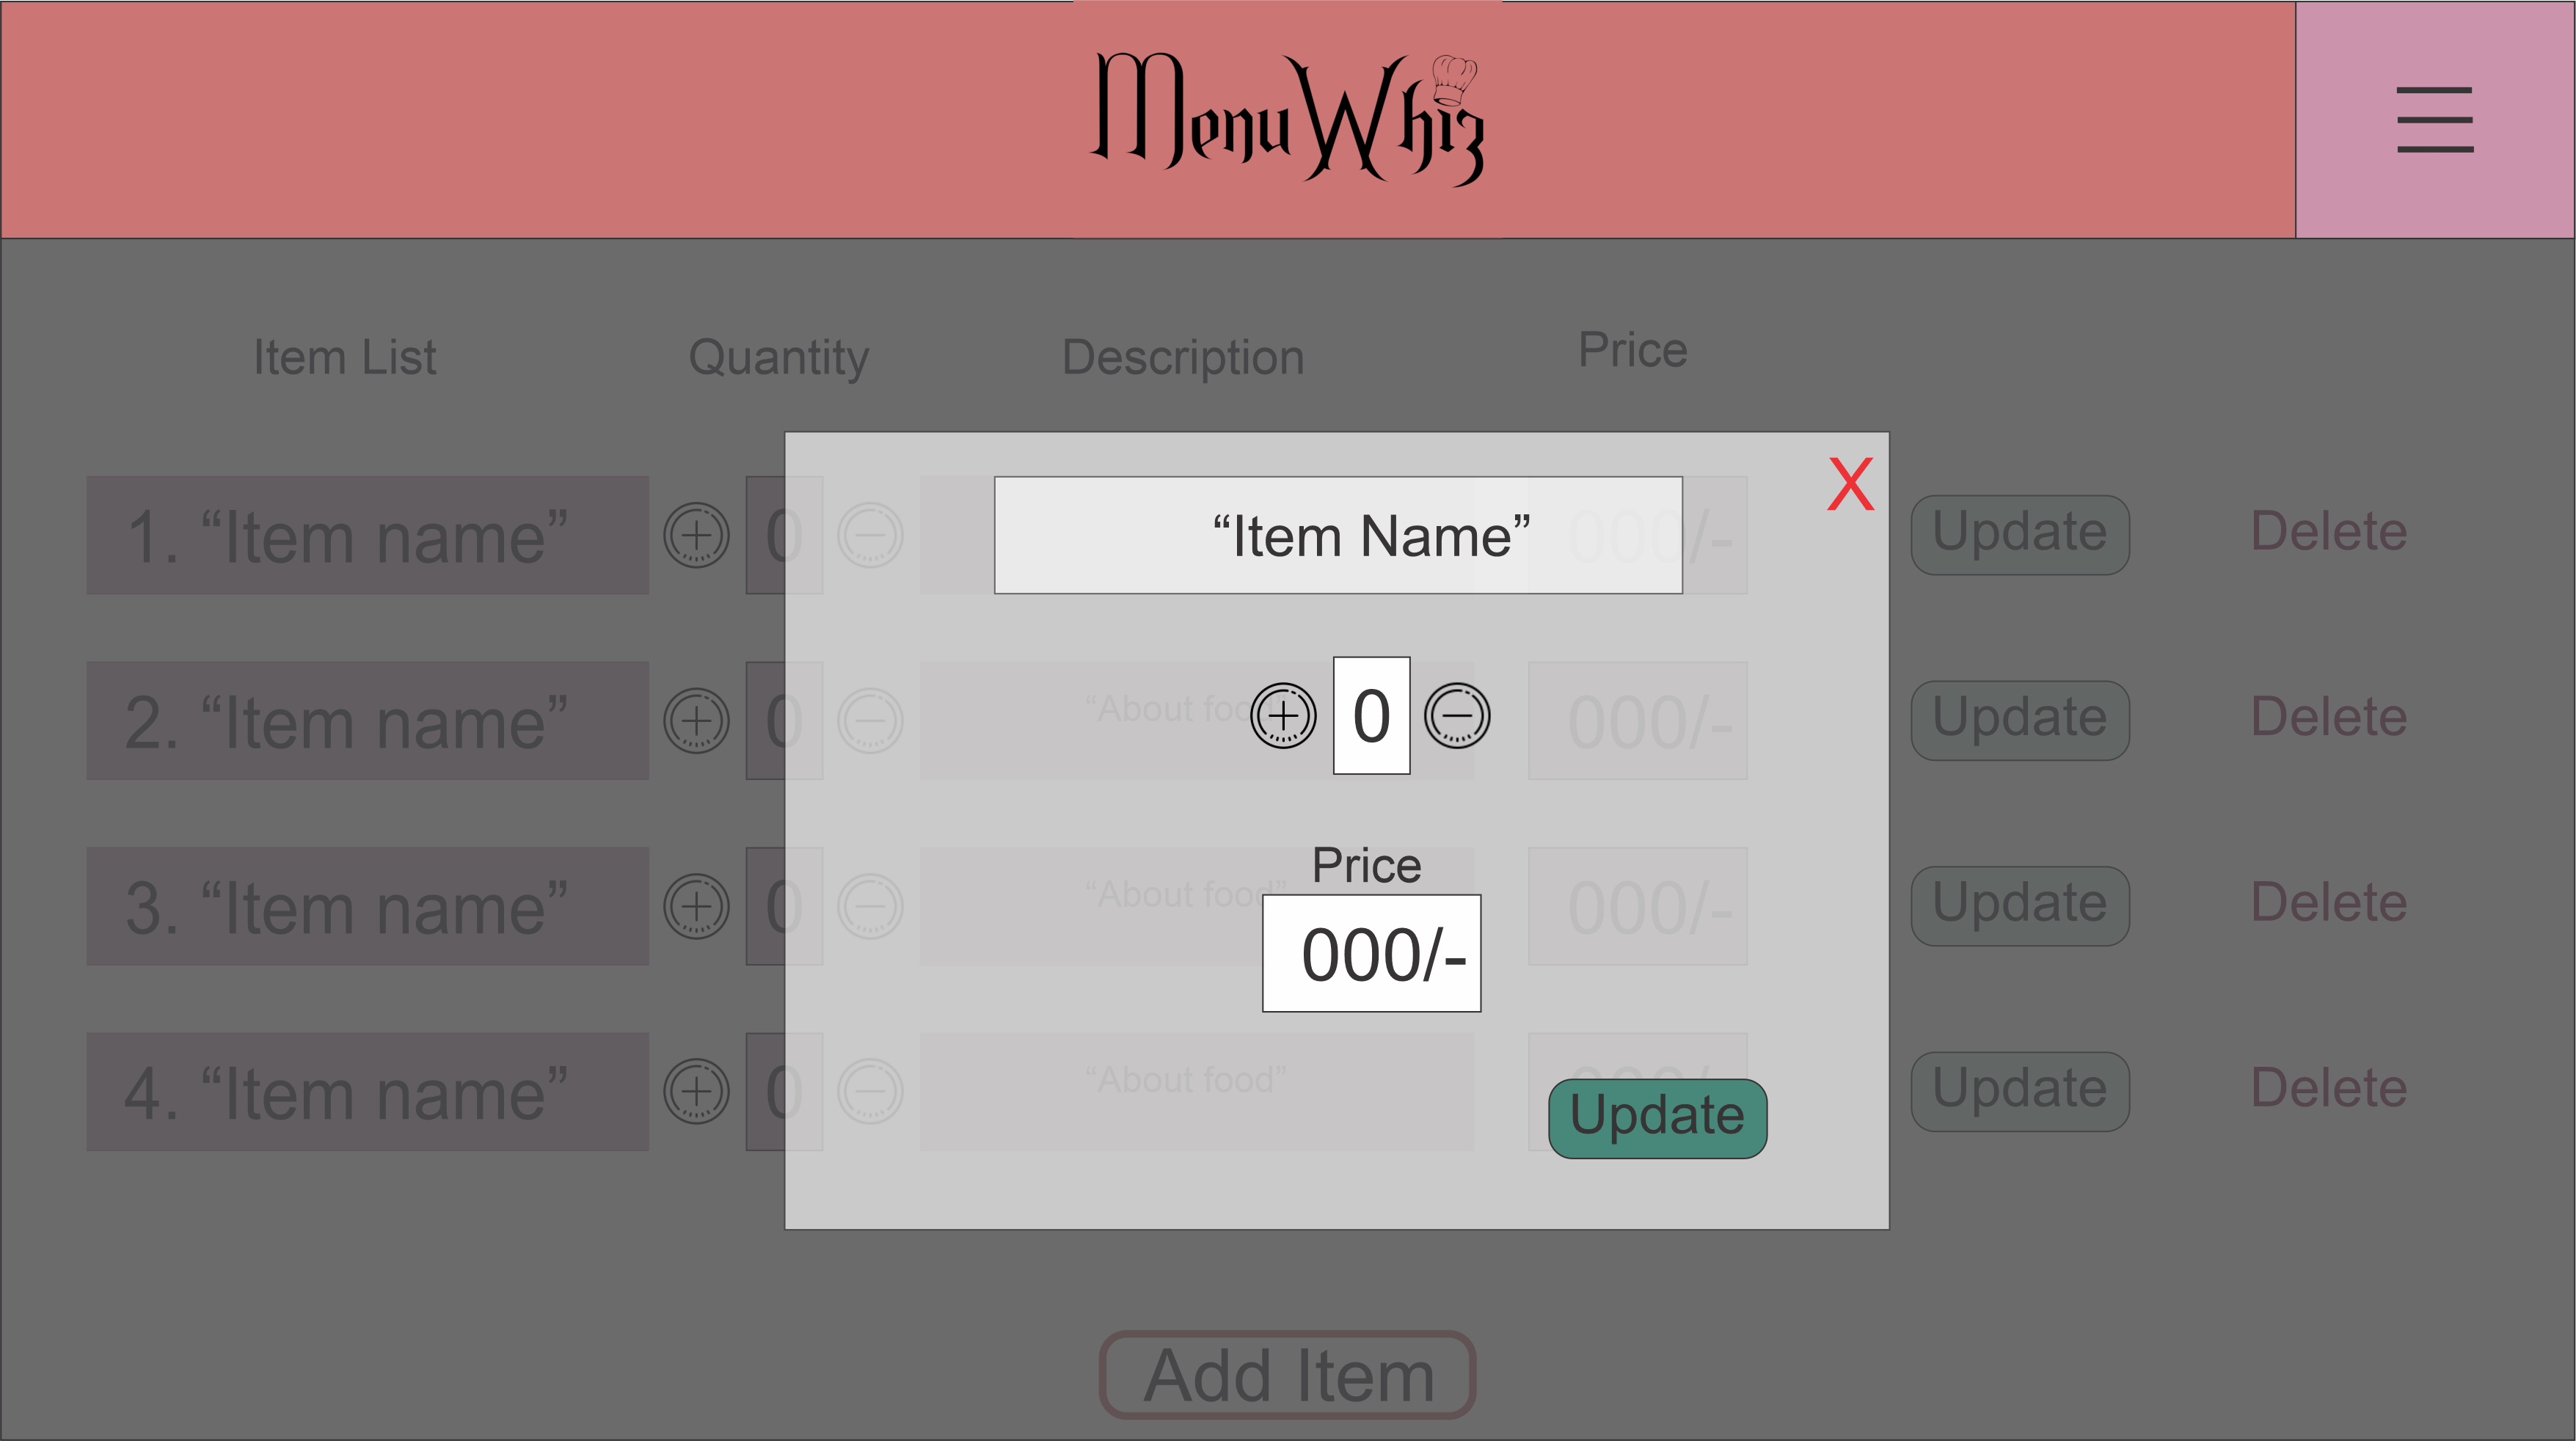 MenuWhiz
Item List Quantity Description Price
X
1. “Item name” 0 “Item Name” 000/- Update Delete
2. “Item name” 0 “About food” 0 000/- Update Delete
Price
3. “Item name” 0 “About food” 000/- 000/- Update Delete
4. “Item name” 0 “About food” 000/- Update Update Delete
Add Item